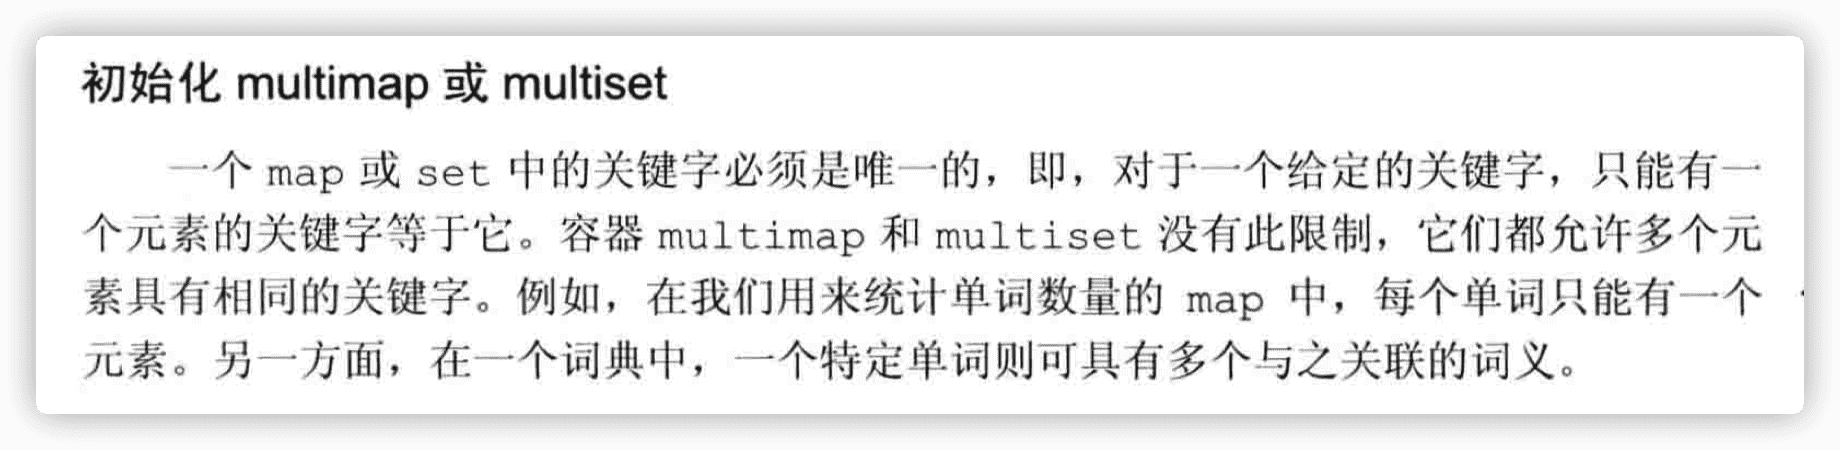 初始化 multimap 或 multiset
一个 map 或 set 中的关键字必须是唯一的，即，对于一个给定的关键字，只能有一
个元素的关键字等于它。容器 multimap 和 multiset 没有此限制，它们都允许多个元
素具有相同的关键字。例如，在我们用来统计单词数量的 map 中，每个单词只能有一个
元素。另一方面，在一个词典中，一个特定单词则可具有多个与之关联的词义。